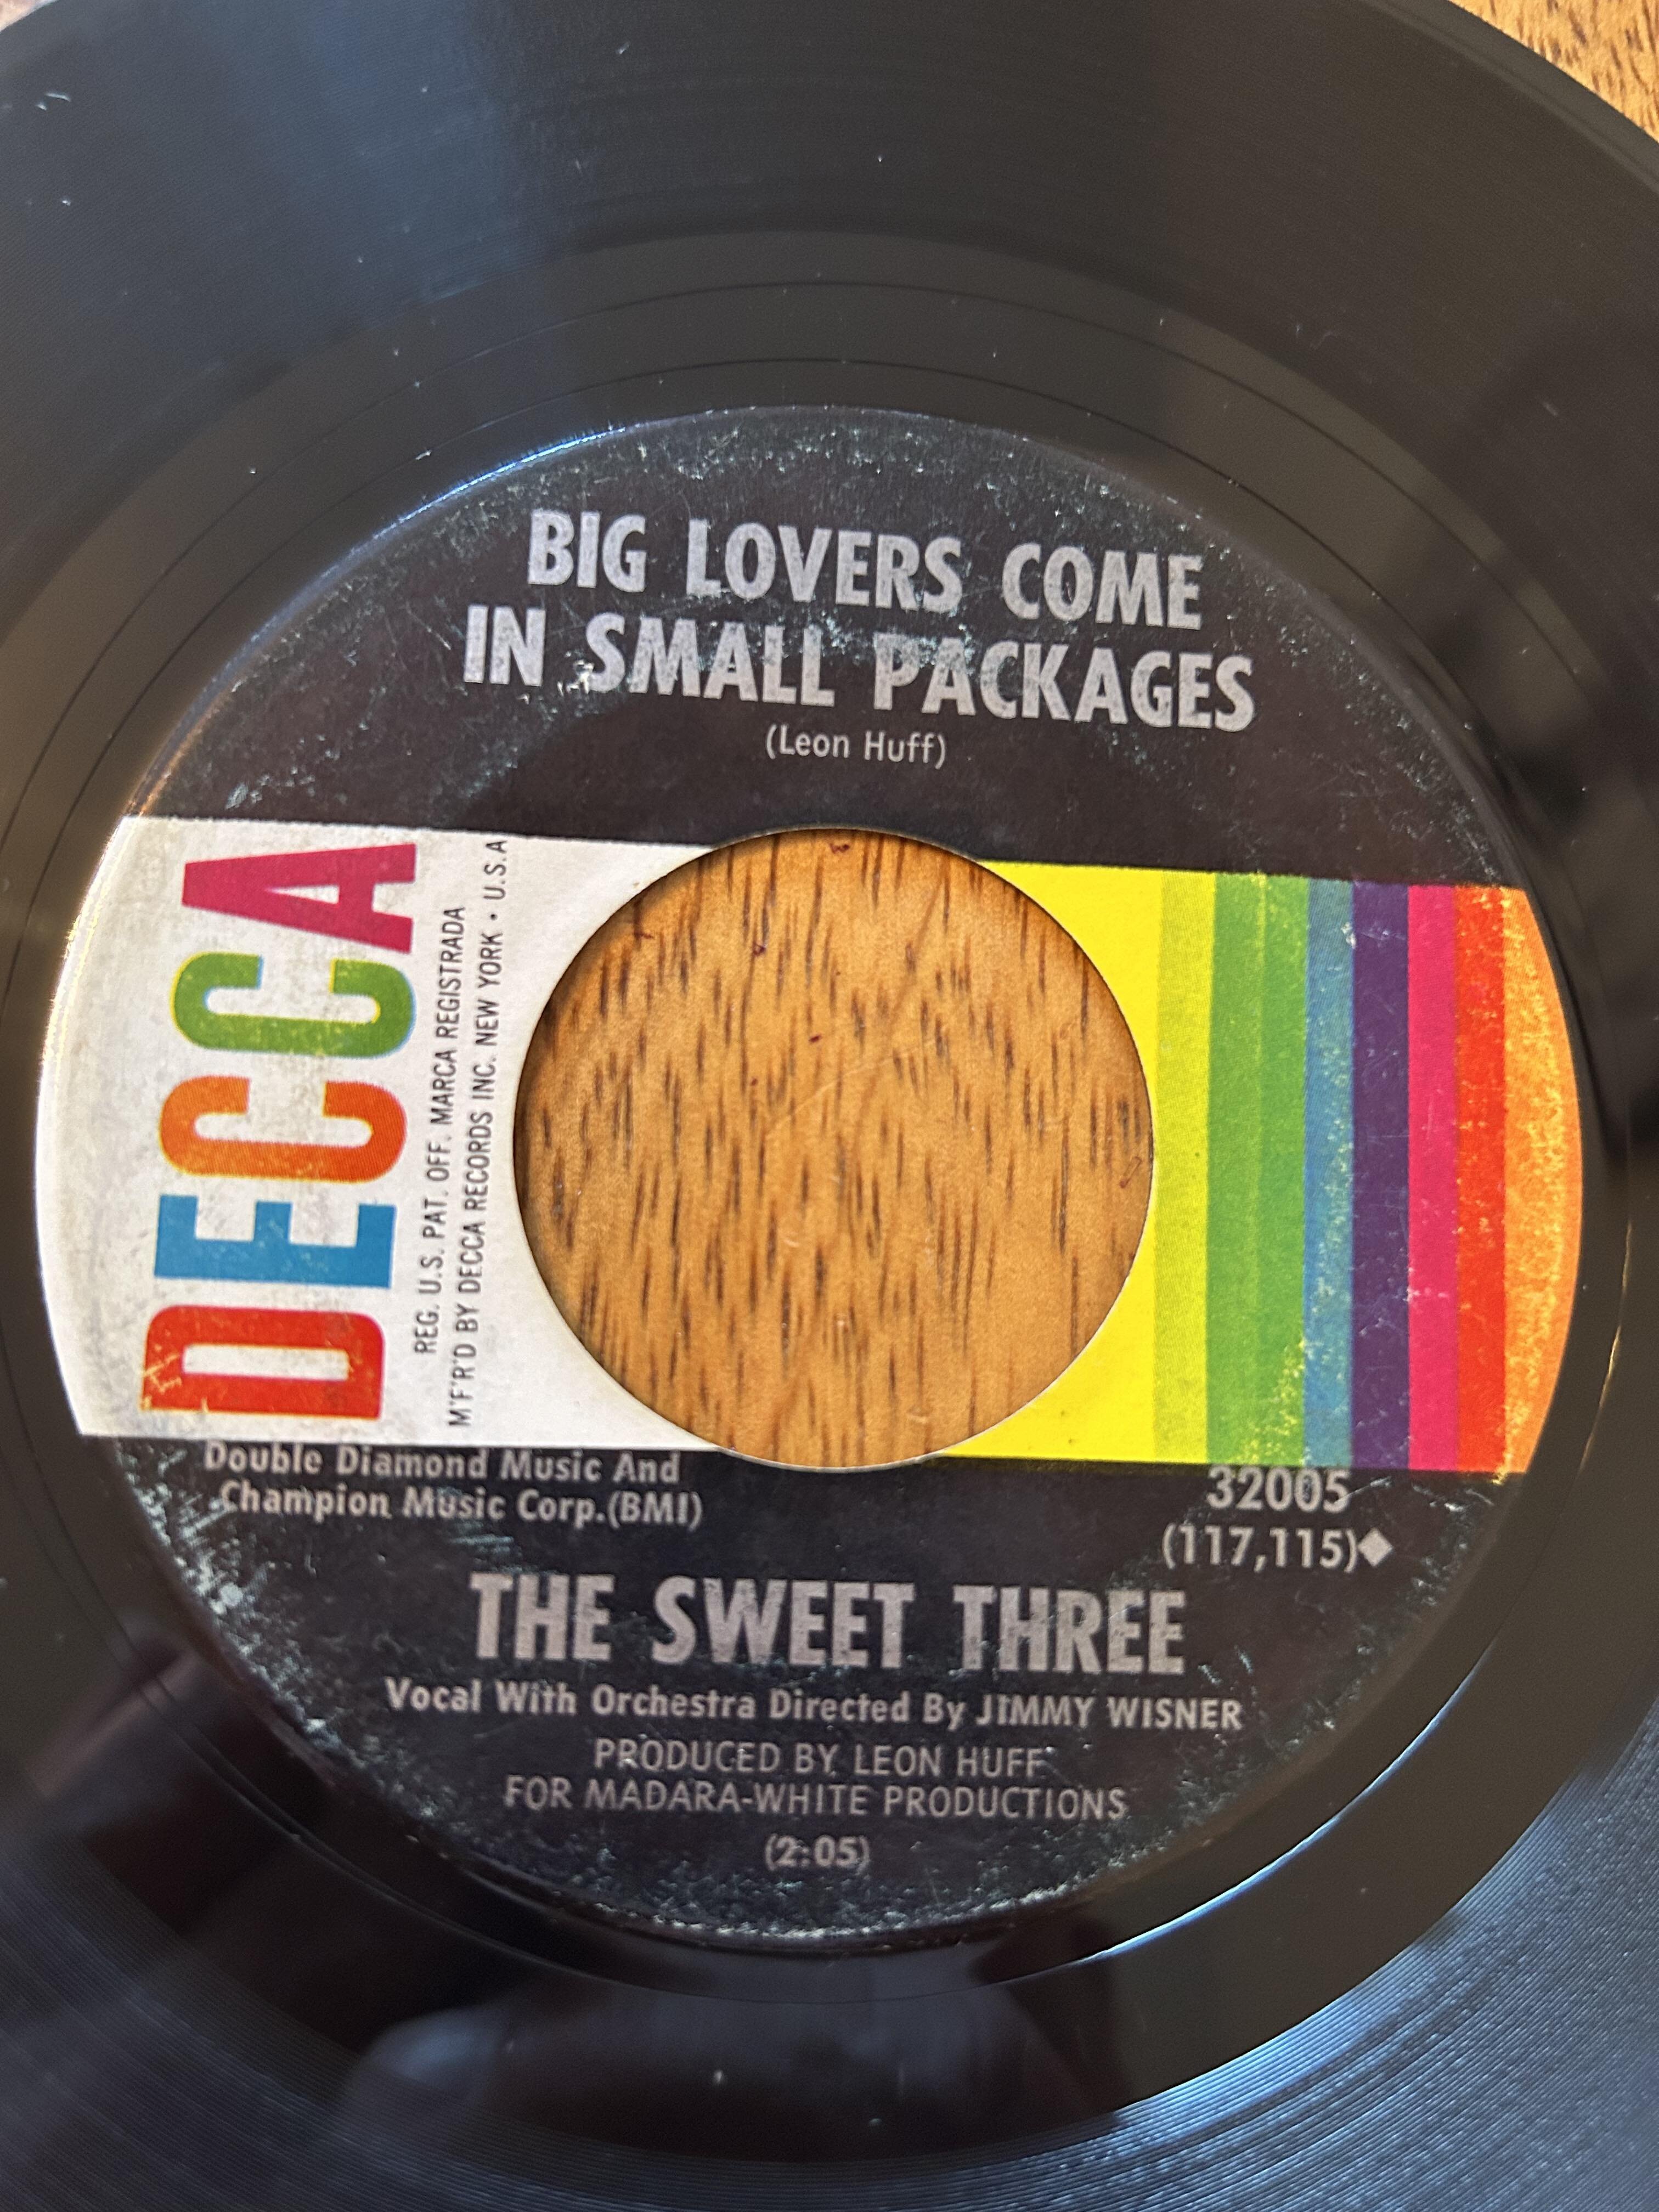 BIG LOVERS COME
IN SMALL PACKAGES
(Leon Huff)
DECCA
REG. U.S. PAT. OFF. MARCA REGISTRADA
M'F'R'D BY DECCA RECORDS INC. NEW YORK • U.S.A
Double Diamond Music And
Champion Music Corp.(BMI)
32005
(117,115)◆
THE SWEET THREE
Vocal With Orchestra Directed By JIMMY WISNER
PRODUCED BY LEON HUFF
FOR MADARA-WHITE PRODUCTIONS
(2:05)